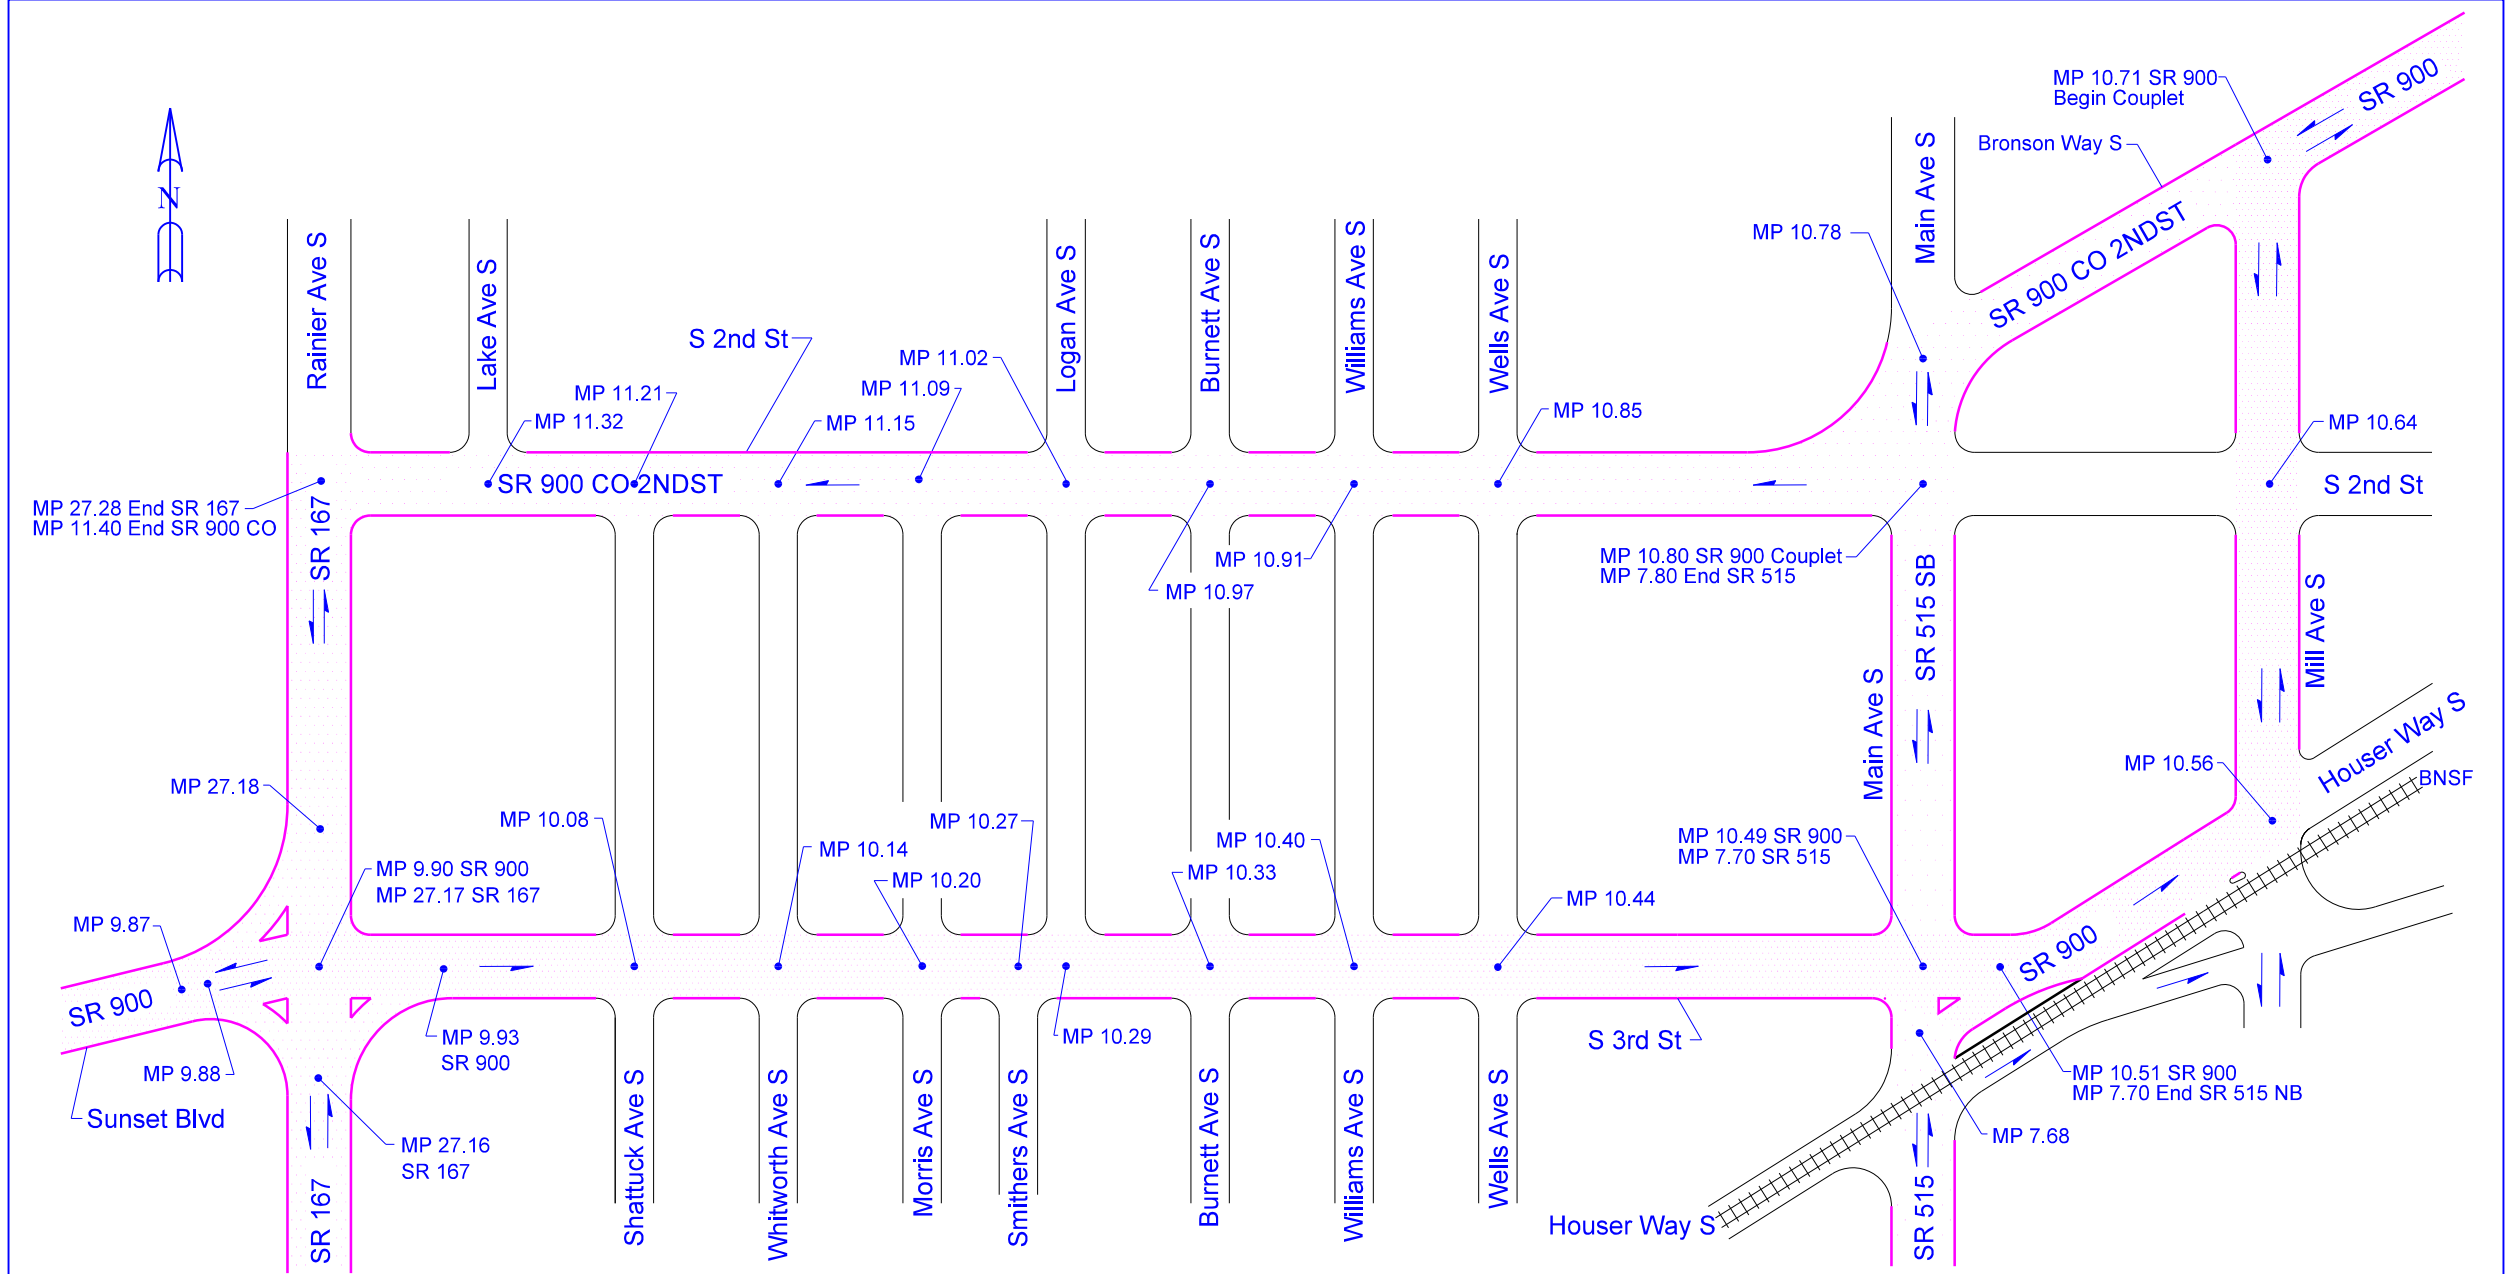 MP 10.71 SR 900
Begin Couplet
SR 900
Bronson Way S
Main Ave S
N
SR 900 CO 2NDST
MP 10.78
Rainier Ave S
Lake Ave S
Logan Ave S
Burnett Ave S
Williams Ave S
Wells Ave S
S 2nd St
MP 11.02
MP 11.09
MP 11.21
MP 11.32
MP 11.15
MP 10.85
MP 10.64
SR 900 CO 2NDST
S 2nd St
MP 27.28 End SR 167
MP 11.40 End SR 900 CO
SR 167
MP 10.91
MP 10.97
MP 10.80 SR 900 Couplet
MP 7.80 End SR 515
SR 515 SB
Mill Ave S
Main Ave S
Houser Way S
BNSF
MP 10.56
MP 27.18
MP 10.08
MP 10.27
MP 10.14
MP 10.20
MP 10.40
MP 10.33
MP 10.49 SR 900
MP 7.70 SR 515
MP 9.90 SR 900
MP 27.17 SR 167
MP 10.44
MP 9.87
SR 900
SR 900
MP 9.93
SR 900
MP 10.29
S 3rd St
MP 9.88
Sunset Blvd
MP 10.51 SR 900
MP 7.70 End SR 515 NB
MP 7.68
MP 27.16
SR 167
SR 167
Shattuck Ave S
Whitworth Ave S
Morris Ave S
Smithers Ave S
Burnett Ave S
Williams Ave S
Wells Ave S
Houser Way S
SR 515